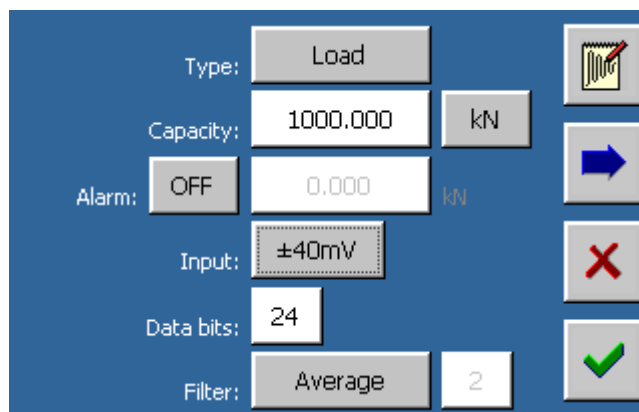 Type: Load
Capacity: 1000.000 kN
Alarm: OFF 0.000 kN
Input: ±40mV
Data bits: 24
Filter: Average 2